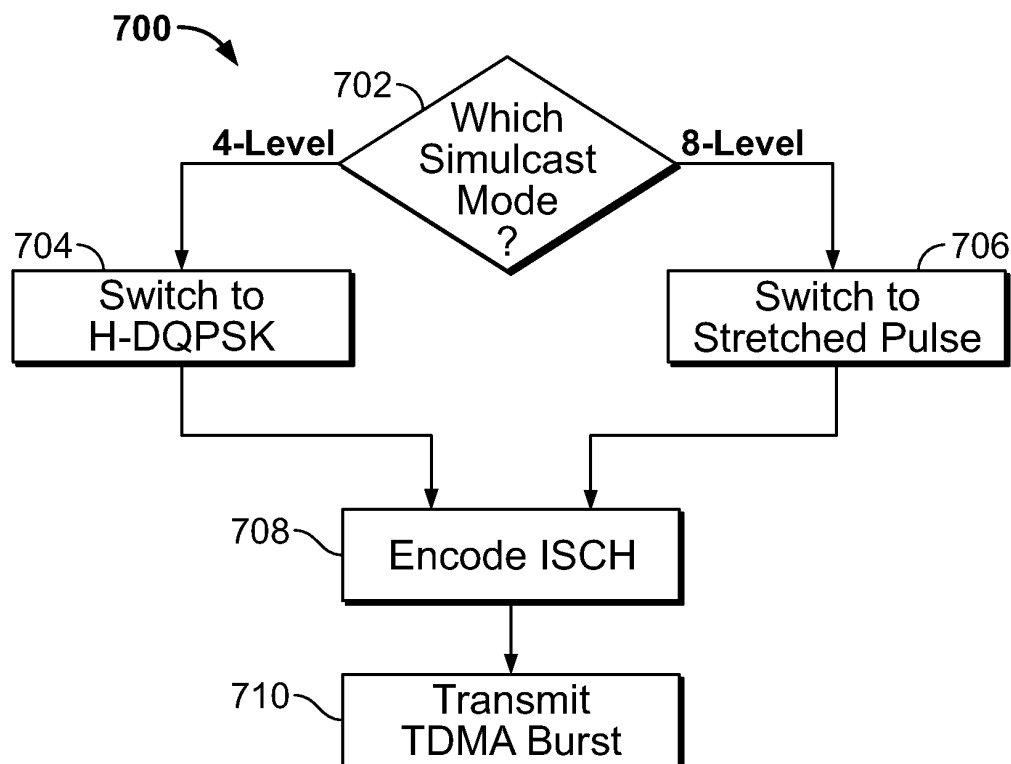 700
702
Which
Simulcast
Mode
?
4-Level
8-Level
704
Switch to
H-DQPSK
706
Switch to
Stretched Pulse
708
Encode ISCH
710
Transmit
TDMA Burst